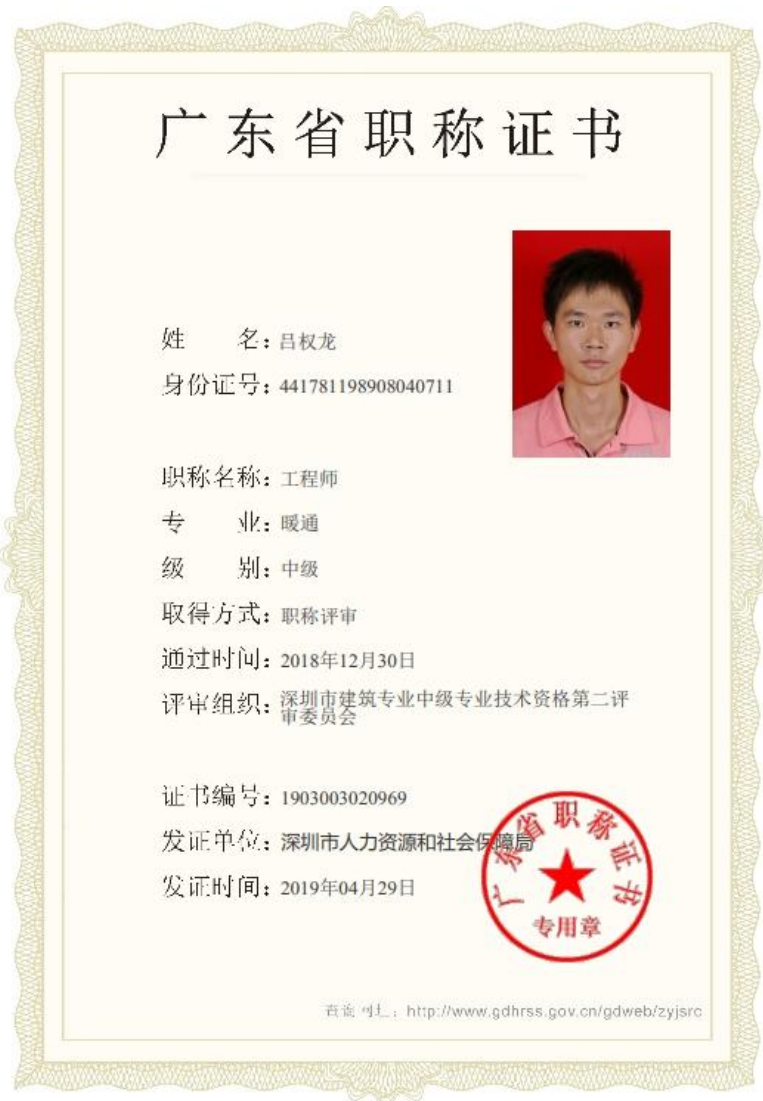 广东省职称证书
姓 名：吕权龙
身份证号：441781198908040711
职称名称：工程师
专 业：暖通
级 别：中级
取得方式：职称评审
通过时间：2018年12月30日
评审组织：深圳市建筑专业中级专业技术资格第二评
审委员会
证书编号：1903003020969
发证单位：深圳市人力资源和社会保障局
发证时间：2019年04月29日
广东省职称证书
专用章
查询网址：http://www.gdhrss.gov.cn/gdweb/zyjsrc